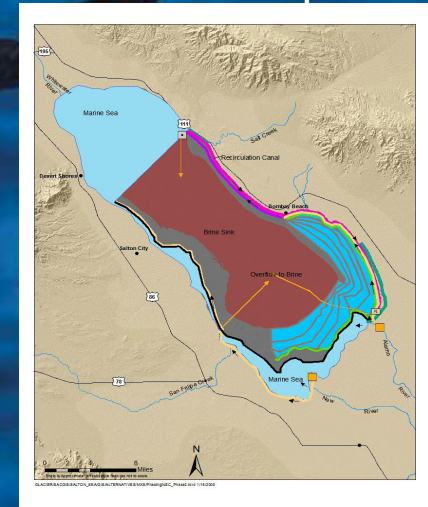 195
Whitewater
River
Marine Sea
111
Salt Creek
Recirculation Canal
Desert Shores
Bombay Beach
Brine Sink
Salton City
Overflow to Brine
86
Alamo
River
78
San Felipe Creek
Marine Sea
New
River
N
0
6
Miles